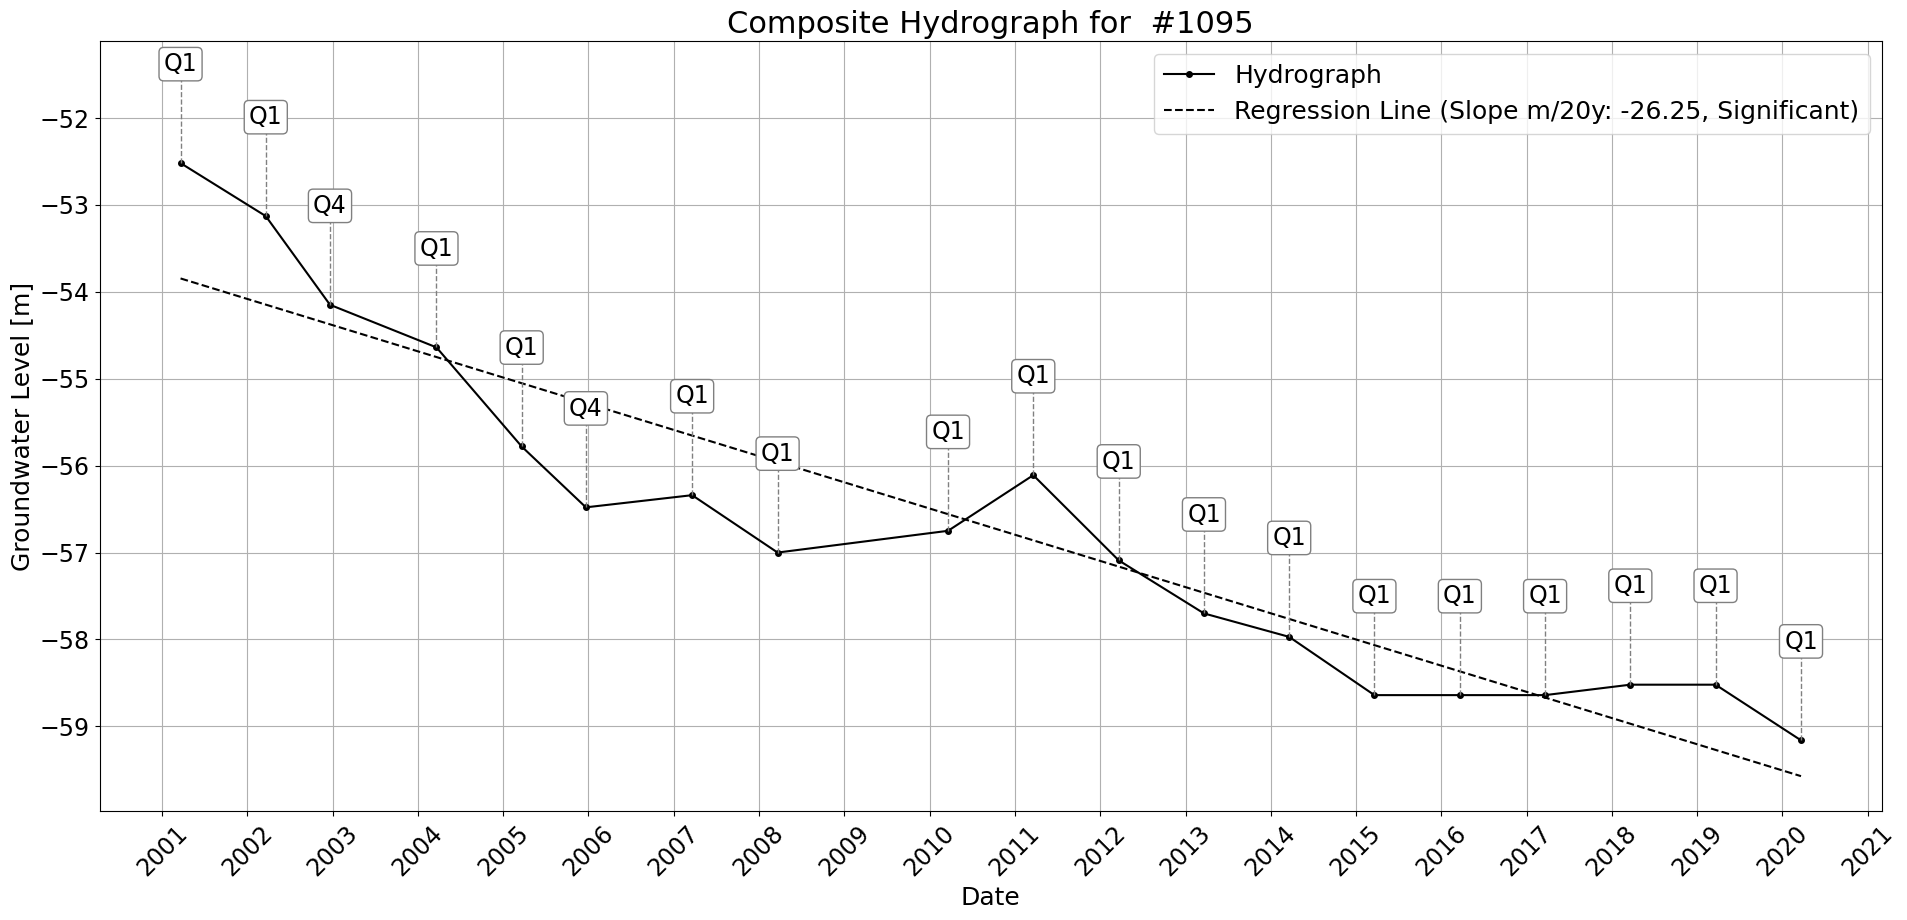 Composite Hydrograph for  #1095
Hydrograph
Regression Line (Slope m/20y: -26.25, Significant)
Groundwater Level [m]
−52
−53
−54
−55
−56
−57
−58
−59
Q1
Q1
Q4
Q1
Q1
Q4
Q1
Q1
Q1
Q1
Q1
Q1
Q1
Q1
Q1
Q1
Q1
Q1
Q1
2001
2002
2003
2004
2005
2006
2007
2008
2009
2010
2011
2012
2013
2014
2015
2016
2017
2018
2019
2020
2021
Date